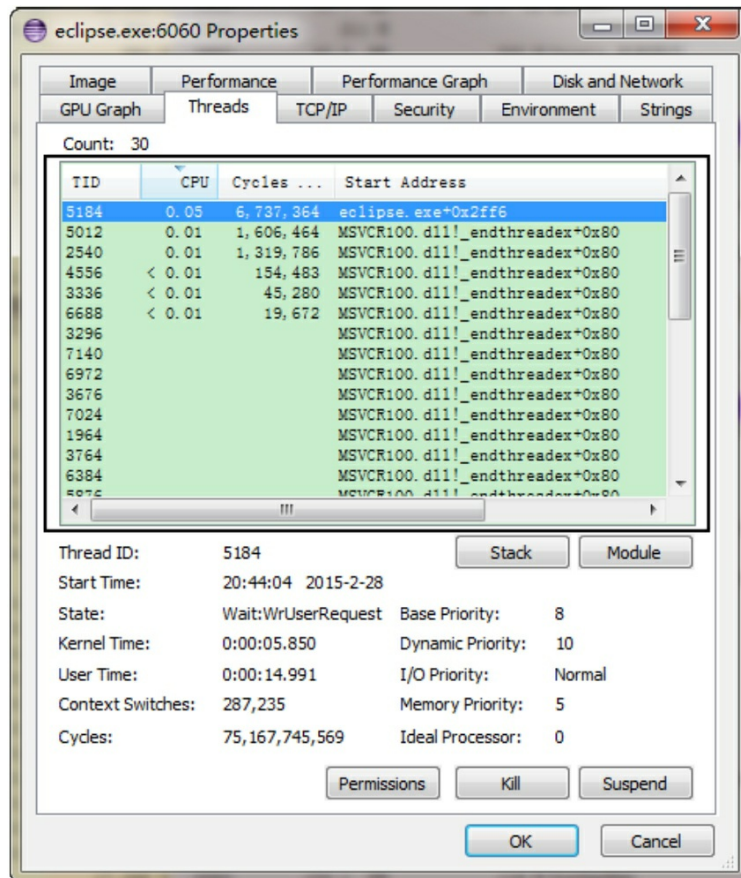 eclipse.exe:6060 Properties
Image Performance Performance Graph Disk and Network
GPU Graph Threads TCP/IP Security Environment Strings
Count: 30
TID CPU Cycles ... Start Address
5184 0.05 6,737,364 eclipse.exe+0x2ff6
5012 0.01 1,606,464 MSVCR100.dll!_endthreadex+0x80
2540 0.01 1,319,786 MSVCR100.dll!_endthreadex+0x80
4556 < 0.01 154,483 MSVCR100.dll!_endthreadex+0x80
3336 < 0.01 45,280 MSVCR100.dll!_endthreadex+0x80
6688 < 0.01 19,672 MSVCR100.dll!_endthreadex+0x80
3296 MSVCR100.dll!_endthreadex+0x80
7140 MSVCR100.dll!_endthreadex+0x80
6972 MSVCR100.dll!_endthreadex+0x80
3676 MSVCR100.dll!_endthreadex+0x80
7024 MSVCR100.dll!_endthreadex+0x80
1964 MSVCR100.dll!_endthreadex+0x80
3764 MSVCR100.dll!_endthreadex+0x80
6384 MSVCR100.dll!_endthreadex+0x80
5876 MSVCR100.dll!_endthreadex+0x80
Thread ID: 5184 Stack Module
Start Time: 20:44:04 2015-2-28
State: Wait:WrUserRequest Base Priority: 8
Kernel Time: 0:00:05.850 Dynamic Priority: 10
User Time: 0:00:14.991 I/O Priority: Normal
Context Switches: 287,235 Memory Priority: 5
Cycles: 75,167,745,569 Ideal Processor: 0
Permissions Kill Suspend
OK Cancel